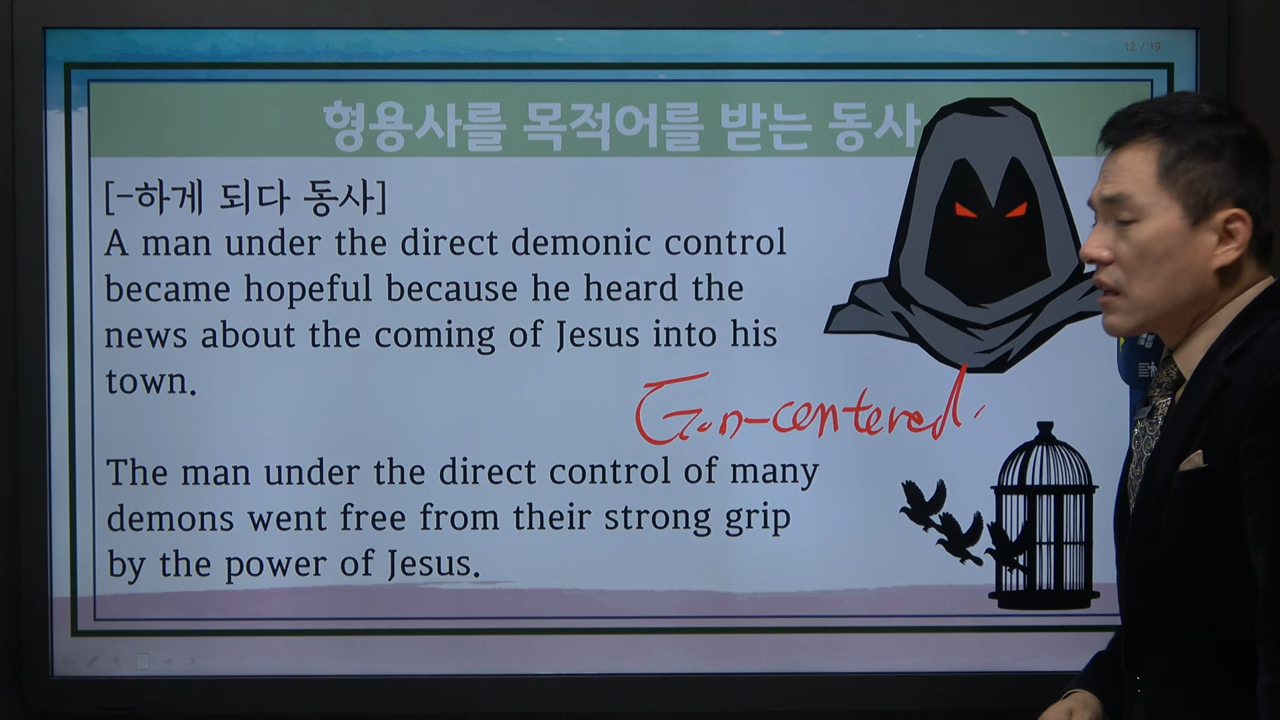 12 / 19
형용사를 목적어를 받는 동사
[-하게 되다 동사]
A man under the direct demonic control
became hopeful because he heard the
news about the coming of Jesus into his
town.
-centered
The man under the direct control of many
demons went free from their strong grip
by the power of Jesus.